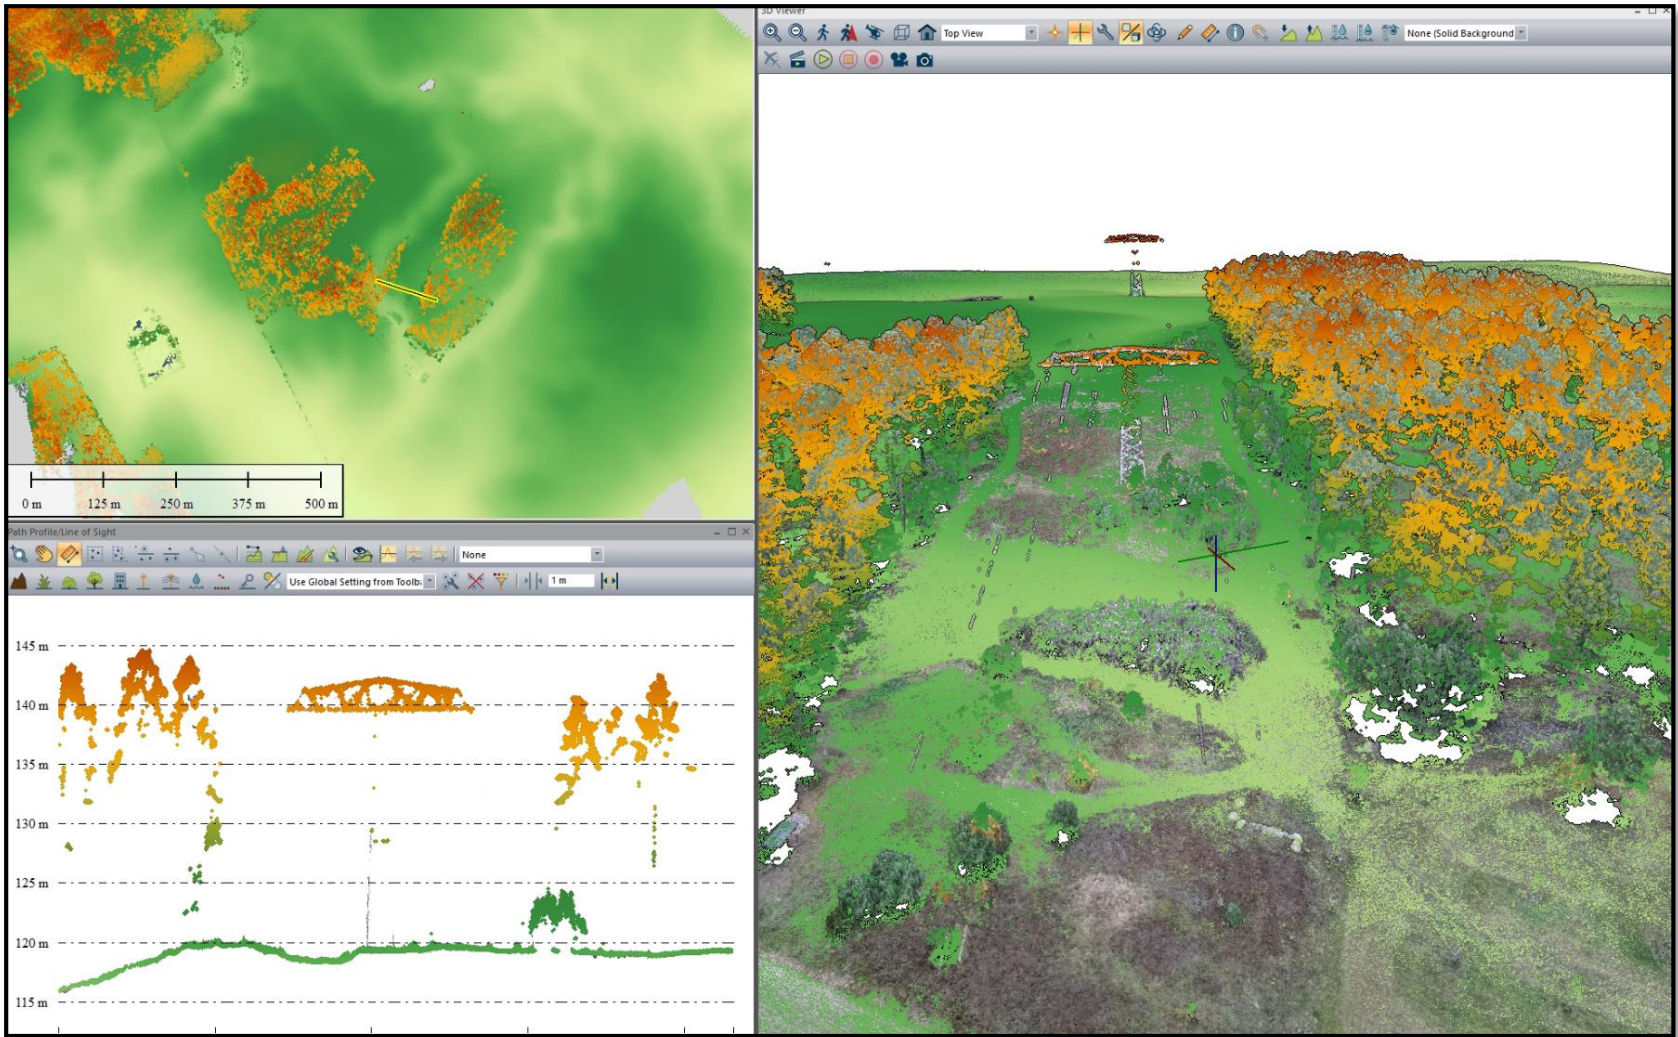 3D Viewer
Top View
None (Solid Background
0 m 125 m 250 m 375 m 500 m
Path Profile/Line of Sight
None
Use Global Setting from Toolb
1 m
145 m
140 m
135 m
130 m
125 m
120 m
115 m